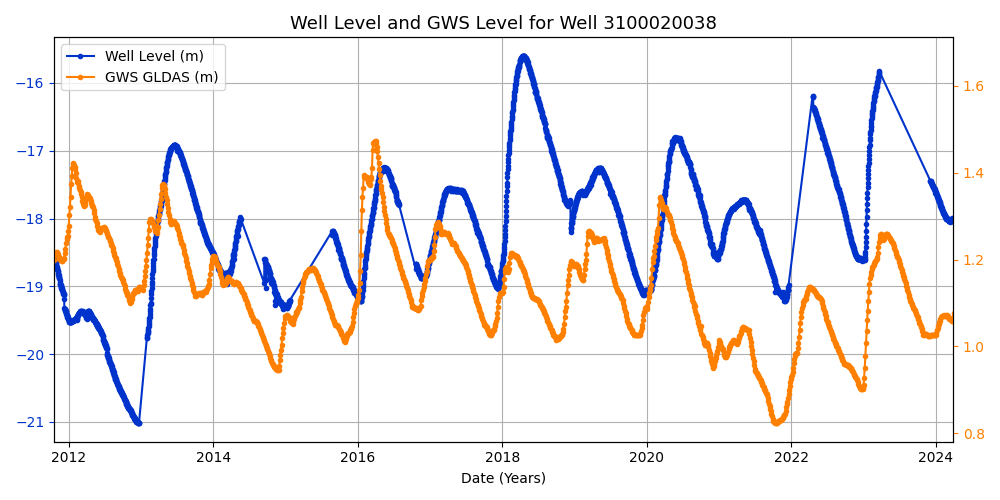 Well Level and GWS Level for Well 3100020038
Well Level (m)
GWS GLDAS (m)
−16
−17
−18
−19
−20
−21
1.6
1.4
1.2
1.0
0.8
2012 2014 2016 2018 2020 2022 2024
Date (Years)